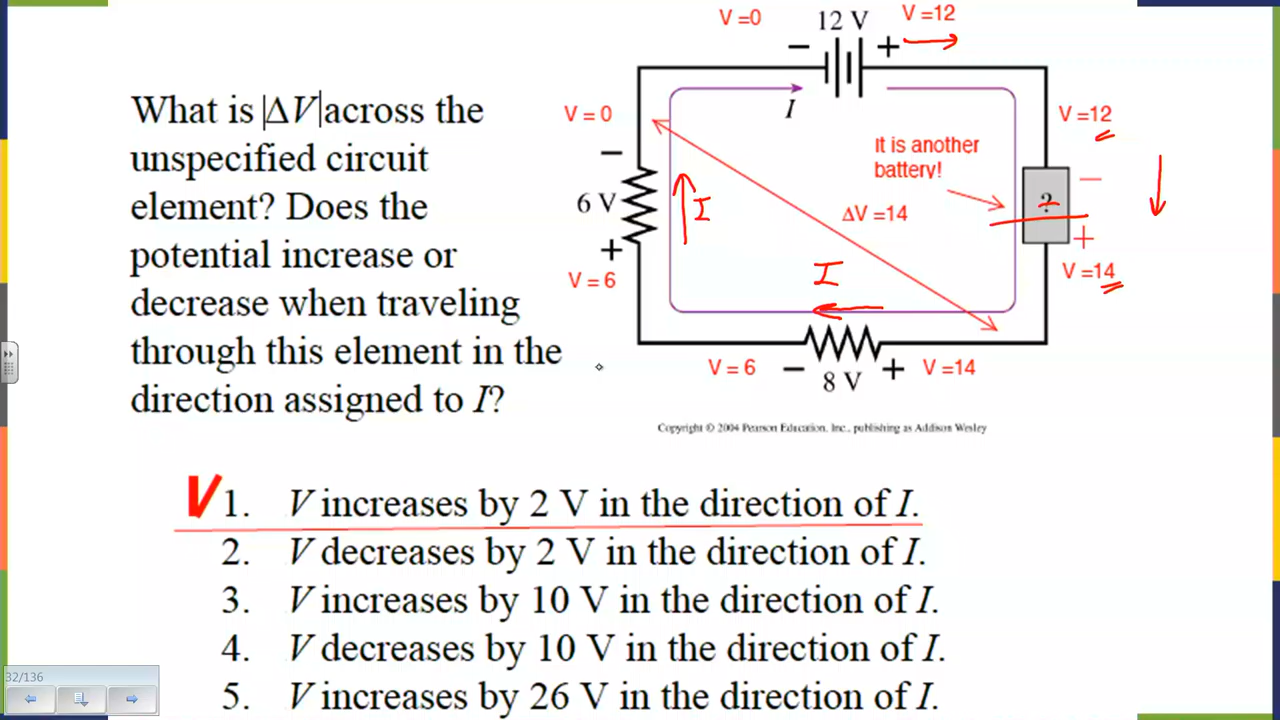 V =0
12 V
V =12
− +
I
What is |ΔV| across the
unspecified circuit
element? Does the
potential increase or
decrease when traveling
through this element in the
direction assigned to I?
V = 0
−
6 V
I
+
V = 6
It is another
battery!
ΔV =14
I
V =12
−
?
2
+
V =14
V = 6
−
8 V
+
V =14
Copyright © 2004 Pearson Education, Inc., publishing as Addison Wesley
V 1. V increases by 2 V in the direction of I.
2. V decreases by 2 V in the direction of I.
3. V increases by 10 V in the direction of I.
4. V decreases by 10 V in the direction of I.
5. V increases by 26 V in the direction of I.
32/136